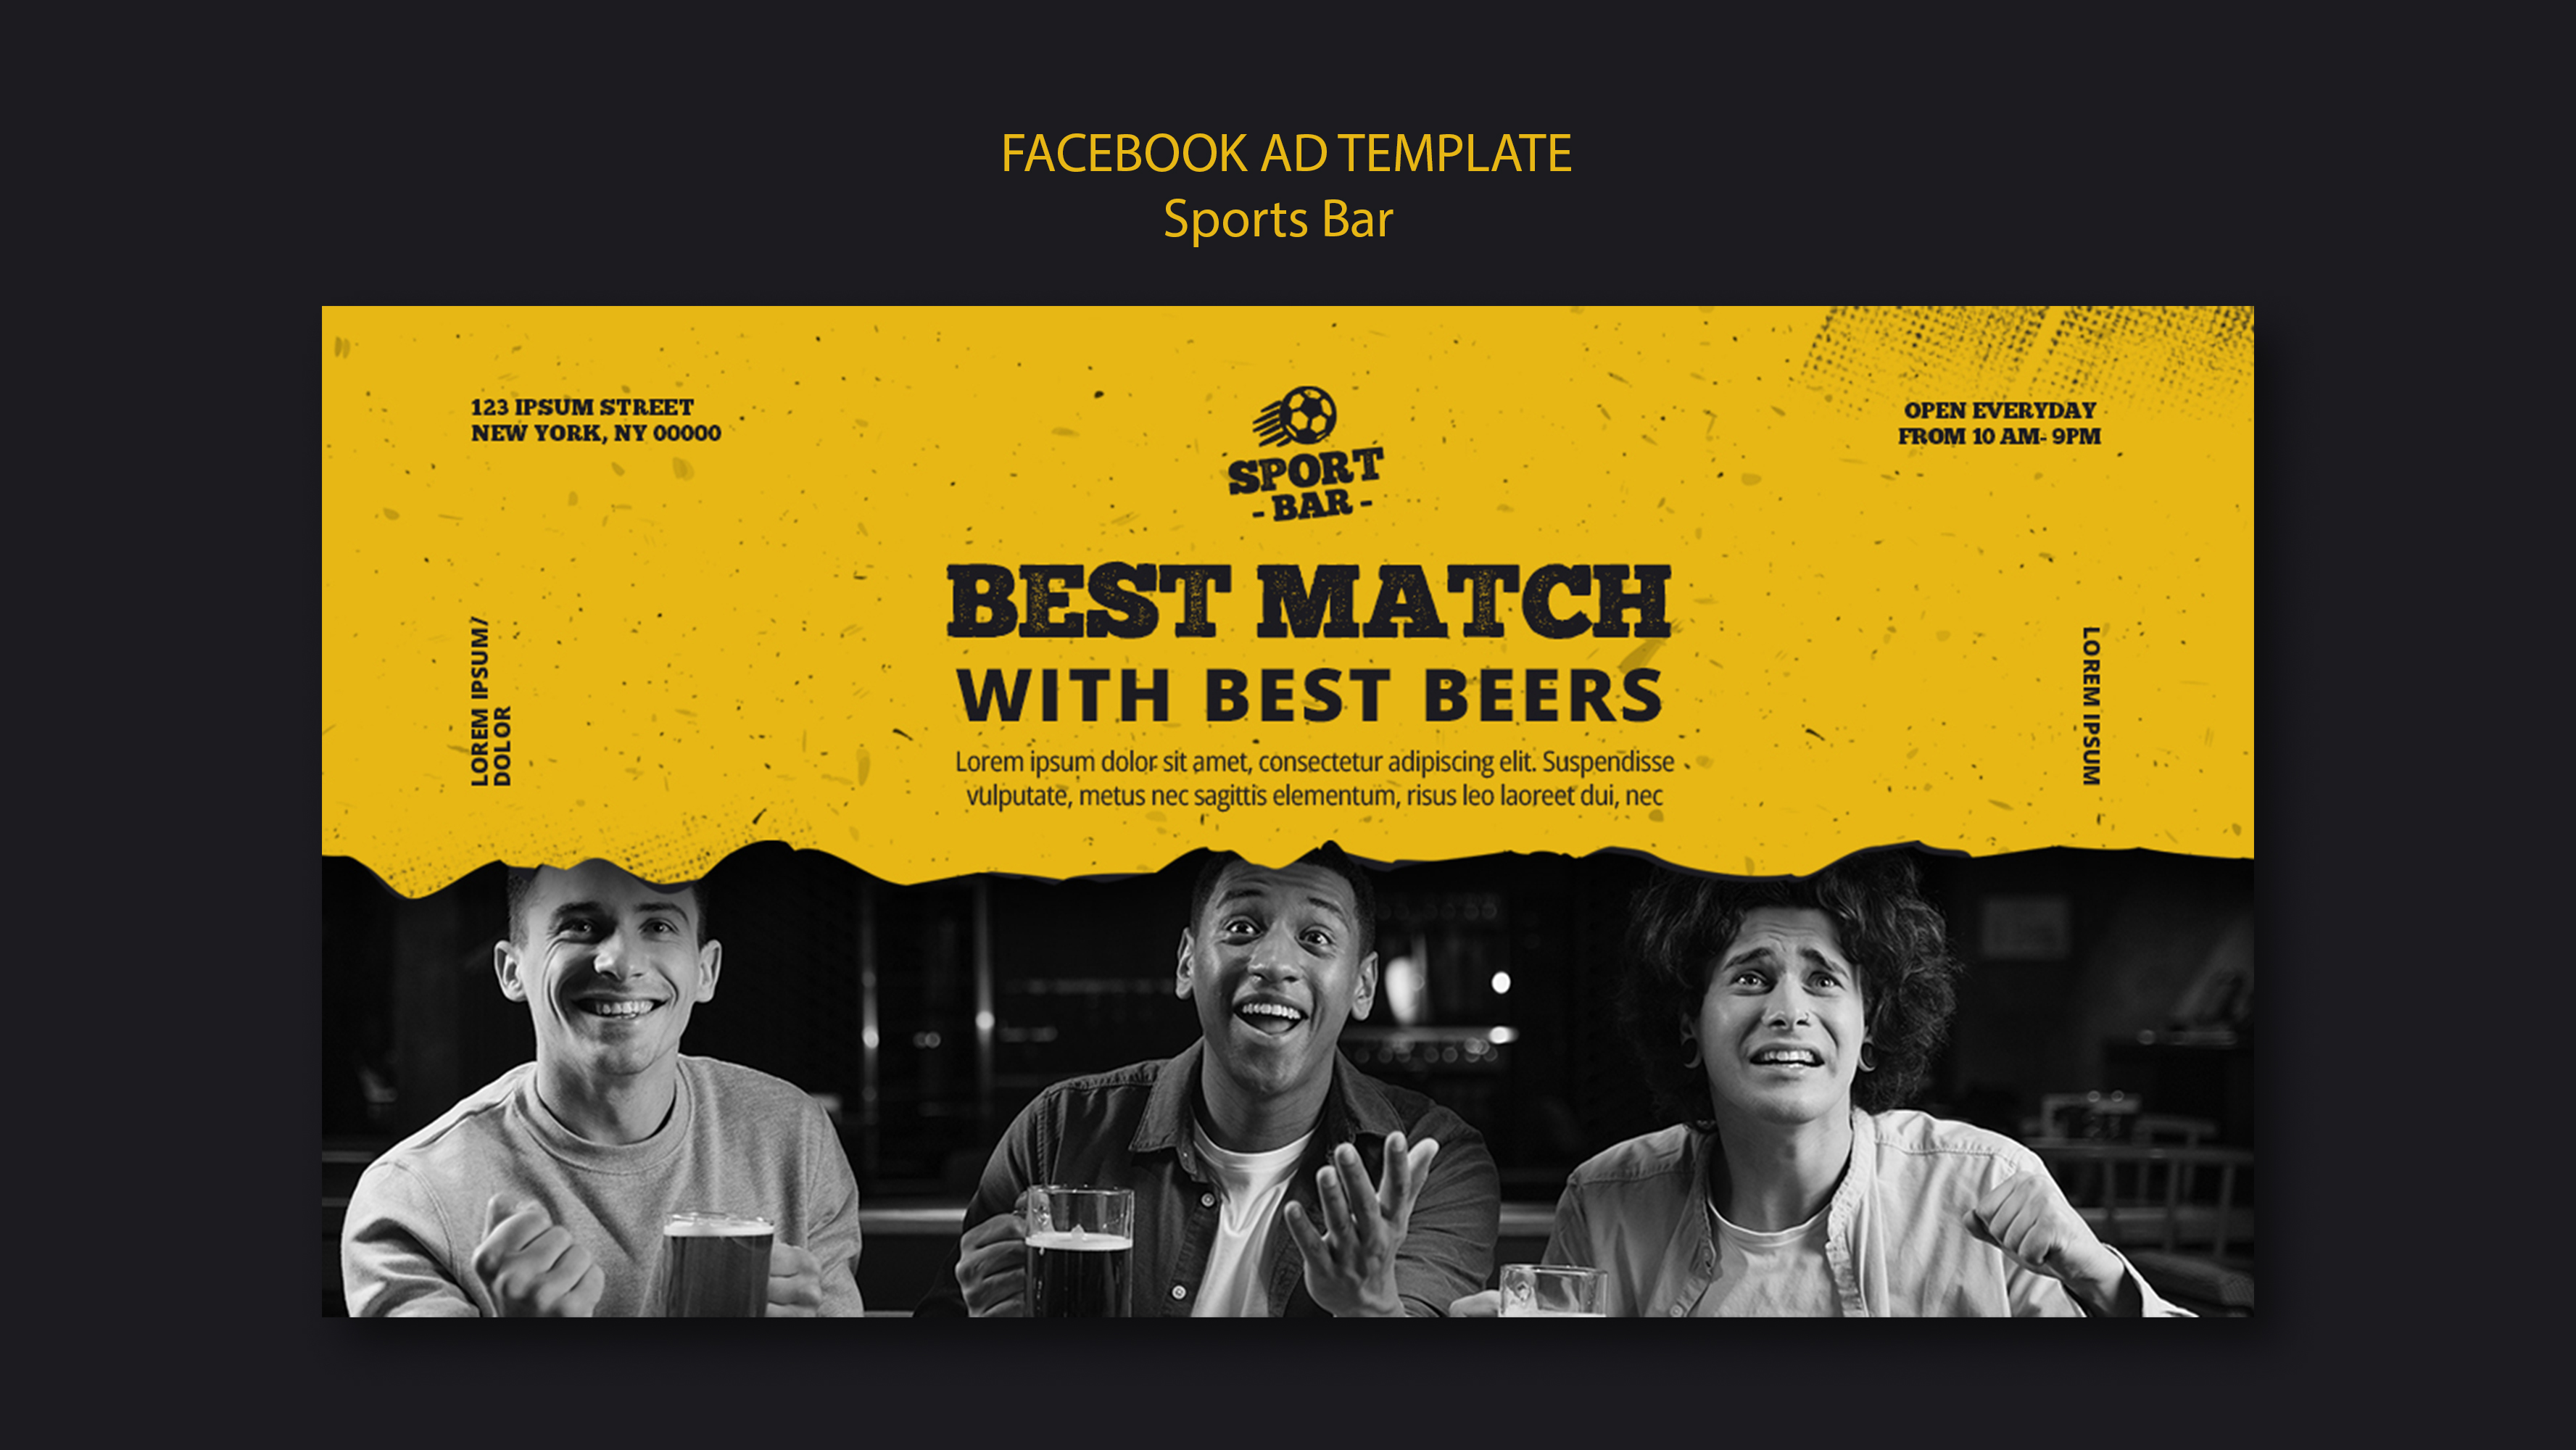 FACEBOOK AD TEMPLATE
Sports Bar
123 IPSUM STREET
NEW YORK, NY 00000
SPORT
- BAR -
OPEN EVERYDAY
FROM 10 AM- 9PM
BEST MATCH
WITH BEST BEERS
Lorem ipsum dolor sit amet, consectetur adipiscing elit. Suspendisse
vulputate, metus nec sagittis elementum, risus leo laoreet dui, nec
LOREM IPSUM/
DOLOR
LOREM IPSUM